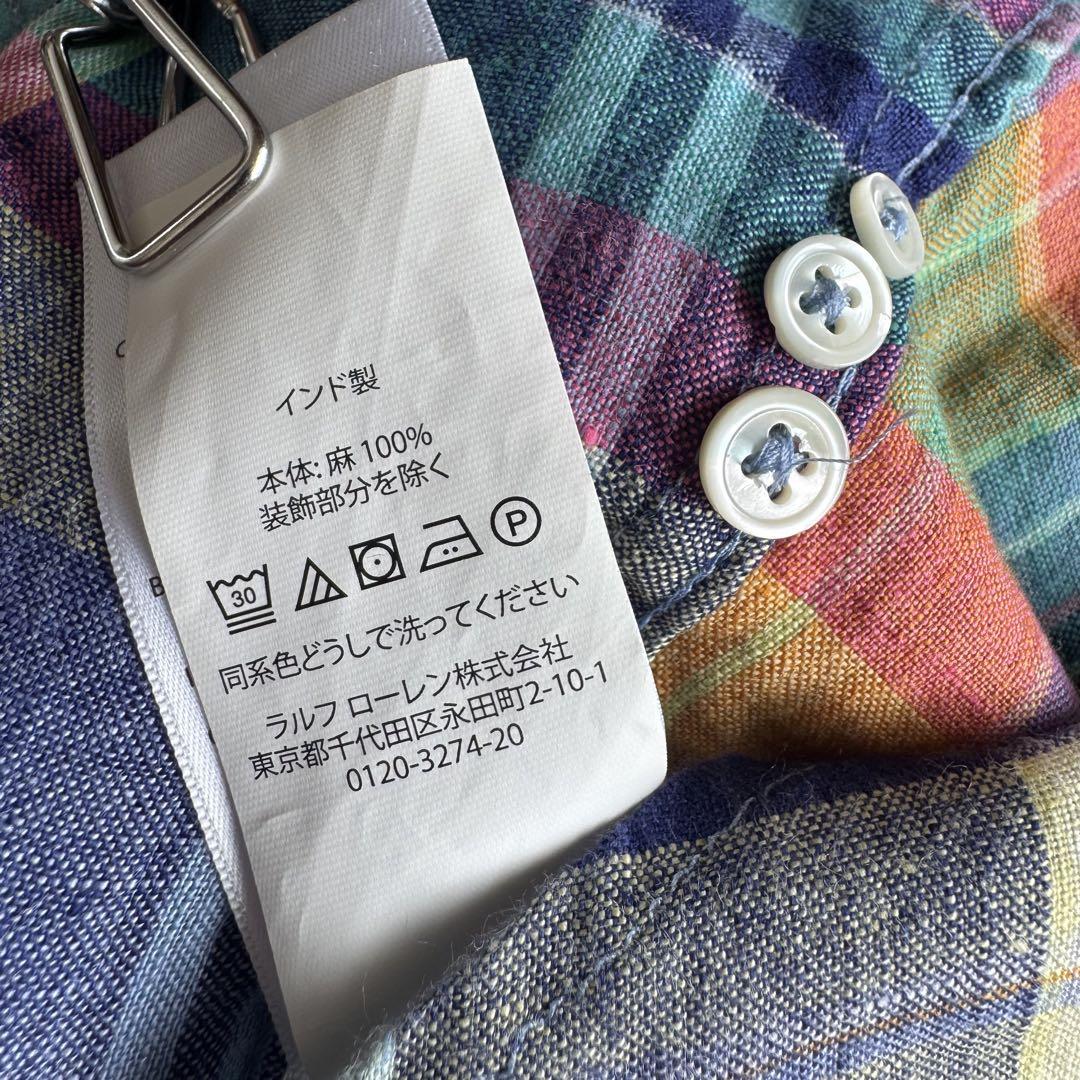 インド製
本体: 麻 100%
装飾部分を除く
30 P
同系色どうしで洗ってください
ラルフ ローレン株式会社
東京都千代田区永田町2-10-1
0120-3274-20